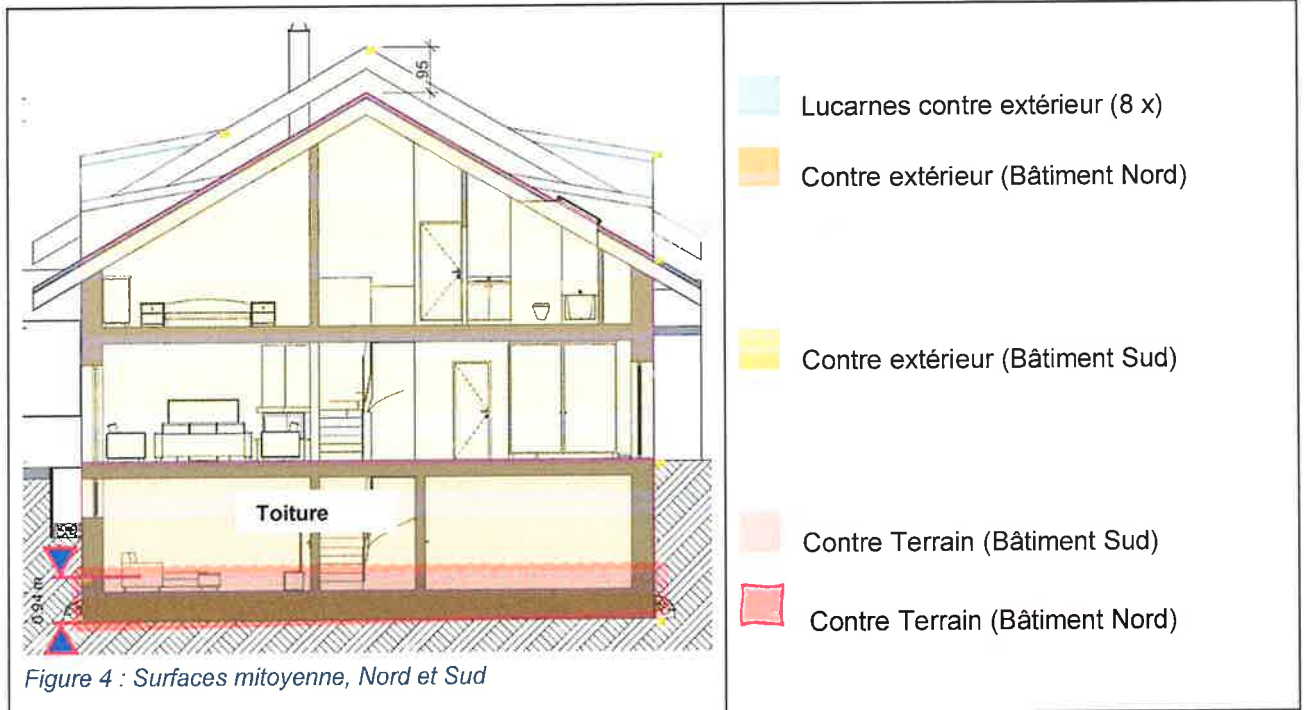 95
Toiture
0.94 m
Figure 4 : Surfaces mitoyenne, Nord et Sud
Lucarnes contre extérieur (8 x)
Contre extérieur (Bâtiment Nord)
Contre extérieur (Bâtiment Sud)
Contre Terrain (Bâtiment Sud)
Contre Terrain (Bâtiment Nord)